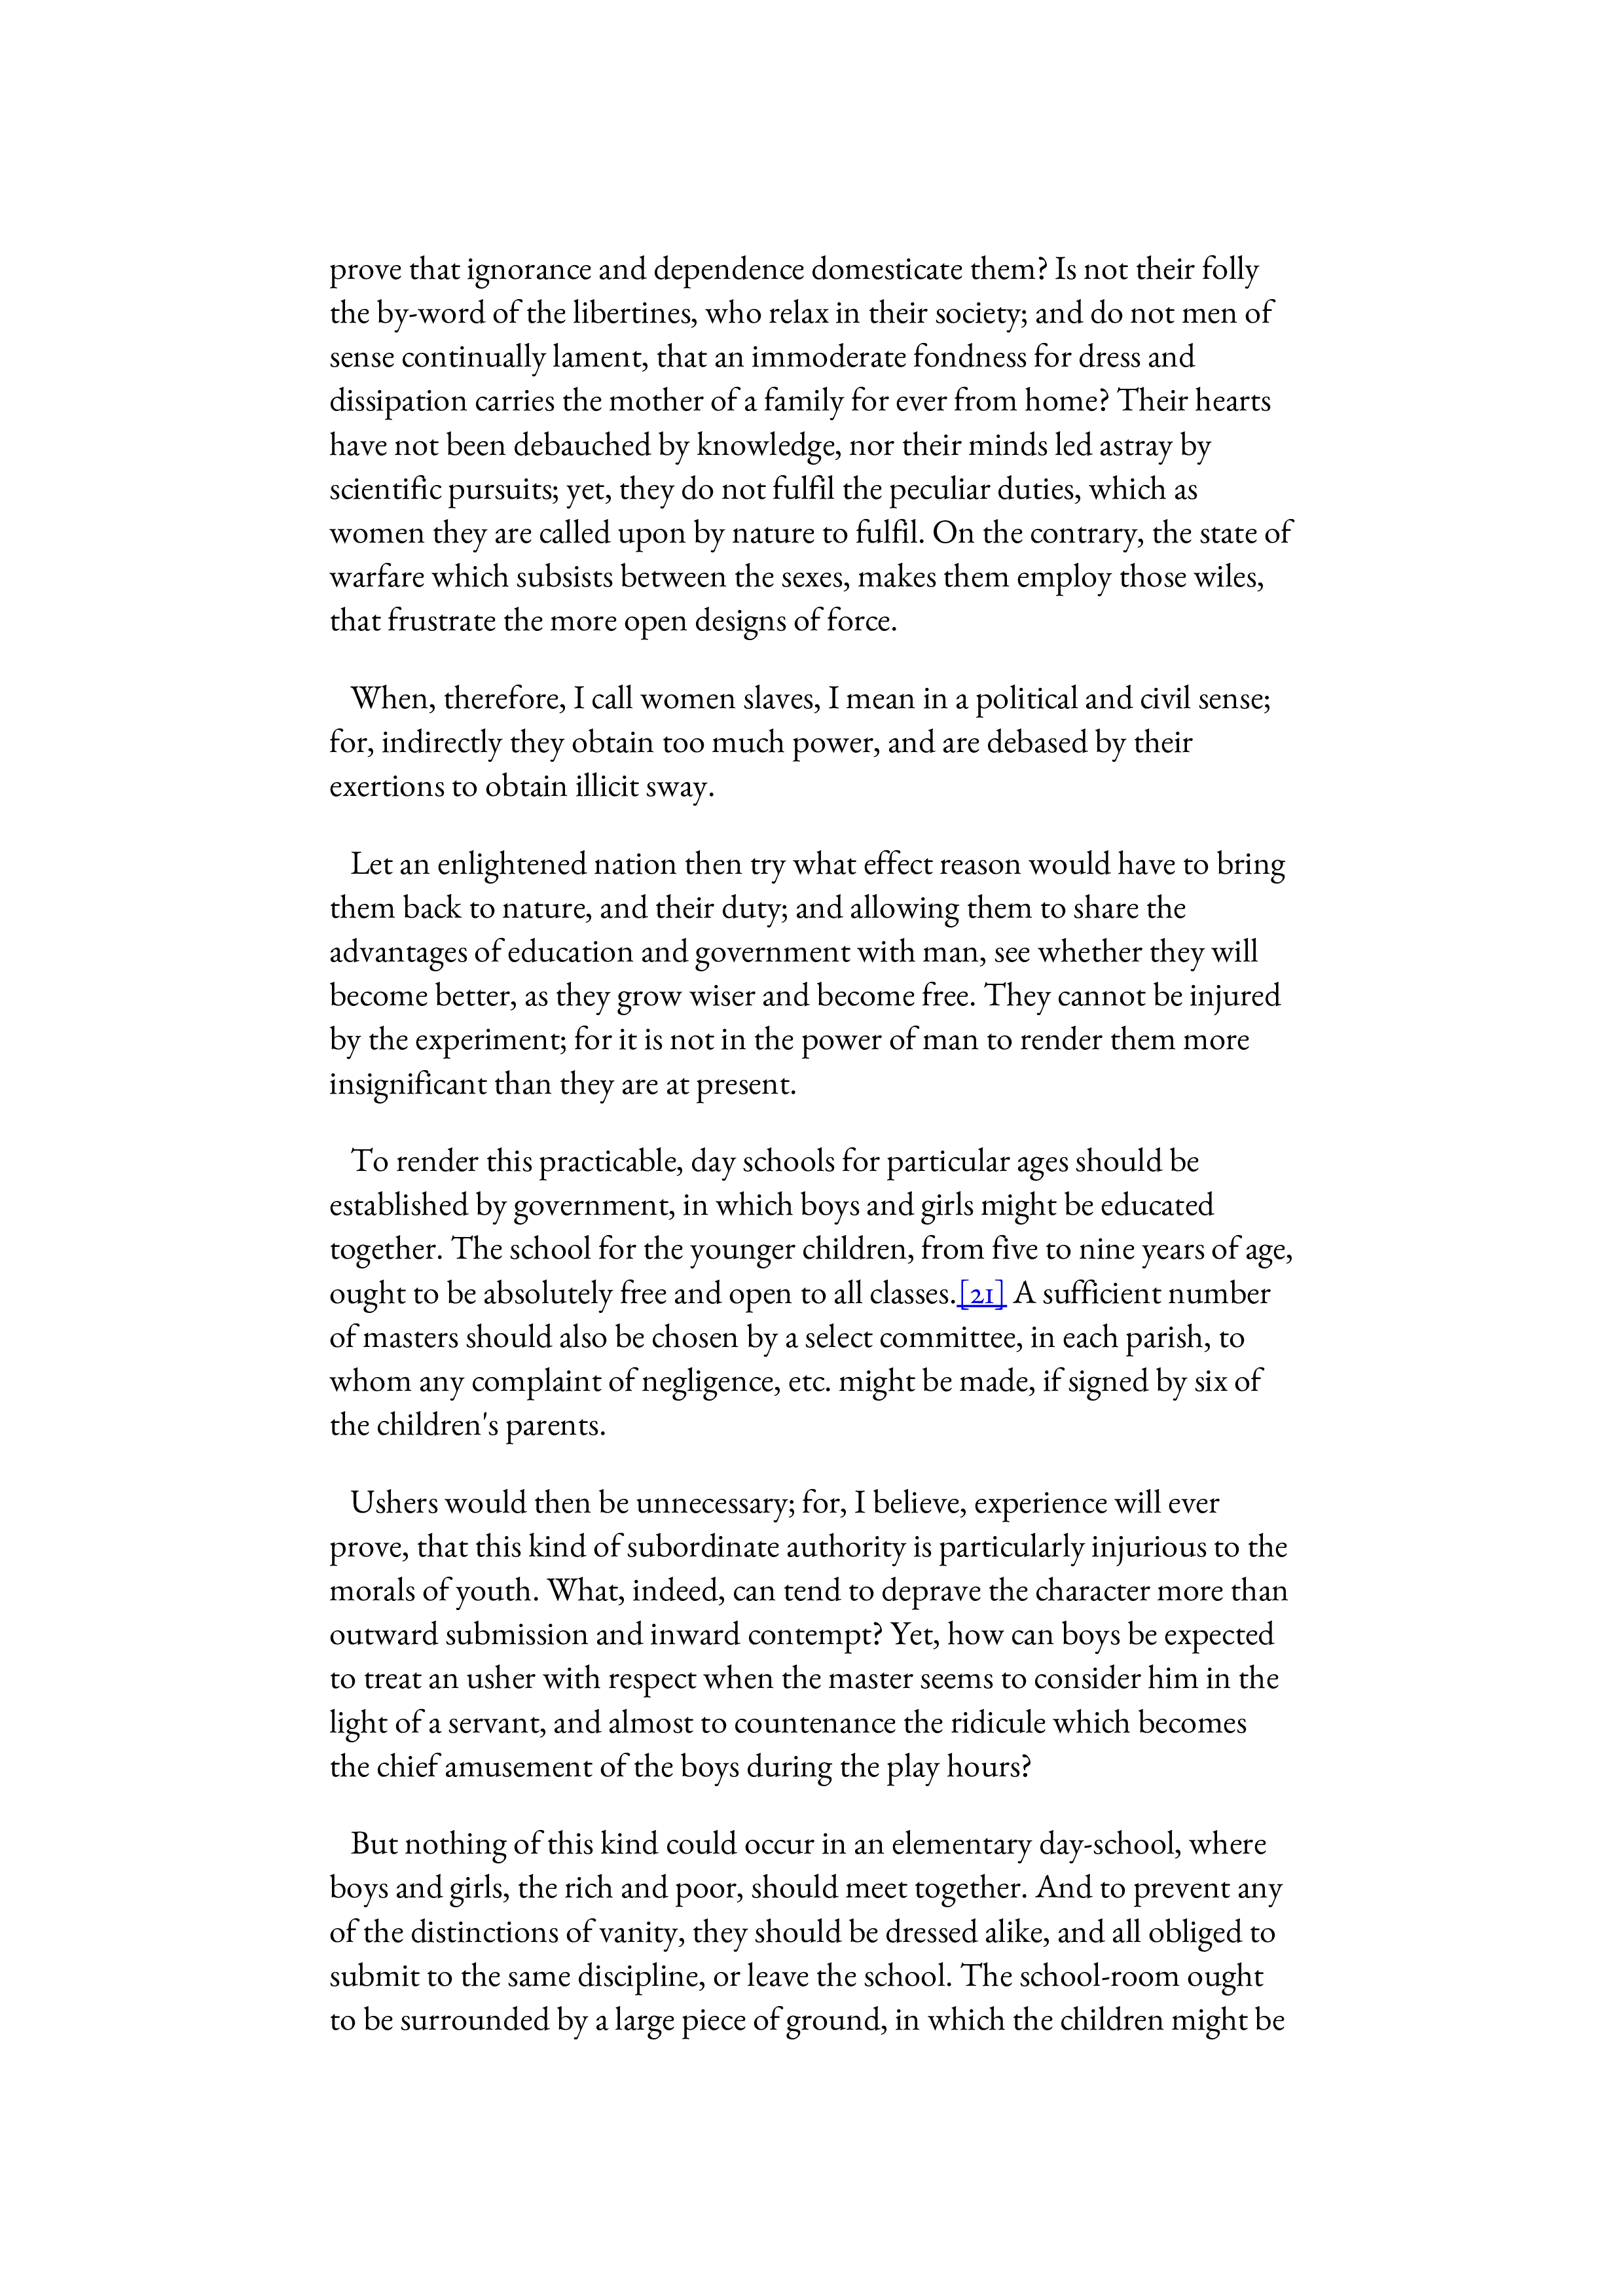 prove that ignorance and dependence domesticate them? Is not their folly
the by-word of the libertines, who relax in their society; and do not men of
sense continually lament, that an immoderate fondness for dress and
dissipation carries the mother of a family for ever from home? Their hearts
have not been debauched by knowledge, nor their minds led astray by
scientific pursuits; yet, they do not fulfil the peculiar duties, which as
women they are called upon by nature to fulfil. On the contrary, the state of
warfare which subsists between the sexes, makes them employ those wiles,
that frustrate the more open designs of force.
When, therefore, I call women slaves, I mean in a political and civil sense;
for, indirectly they obtain too much power, and are debased by their
exertions to obtain illicit sway.
Let an enlightened nation then try what effect reason would have to bring
them back to nature, and their duty; and allowing them to share the
advantages of education and government with man, see whether they will
become better, as they grow wiser and become free. They cannot be injured
by the experiment; for it is not in the power of man to render them more
insignificant than they are at present.
To render this practicable, day schools for particular ages should be
established by government, in which boys and girls might be educated
together. The school for the younger children, from five to nine years of age,
ought to be absolutely free and open to all classes.[21] A sufficient number
of masters should also be chosen by a select committee, in each parish, to
whom any complaint of negligence, etc. might be made, if signed by six of
the children's parents.
Ushers would then be unnecessary; for, I believe, experience will ever
prove, that this kind of subordinate authority is particularly injurious to the
morals of youth. What, indeed, can tend to deprave the character more than
outward submission and inward contempt? Yet, how can boys be expected
to treat an usher with respect when the master seems to consider him in the
light of a servant, and almost to countenance the ridicule which becomes
the chief amusement of the boys during the play hours?
But nothing of this kind could occur in an elementary day-school, where
boys and girls, the rich and poor, should meet together. And to prevent any
of the distinctions of vanity, they should be dressed alike, and all obliged to
submit to the same discipline, or leave the school. The school-room ought
to be surrounded by a large piece of ground, in which the children might be